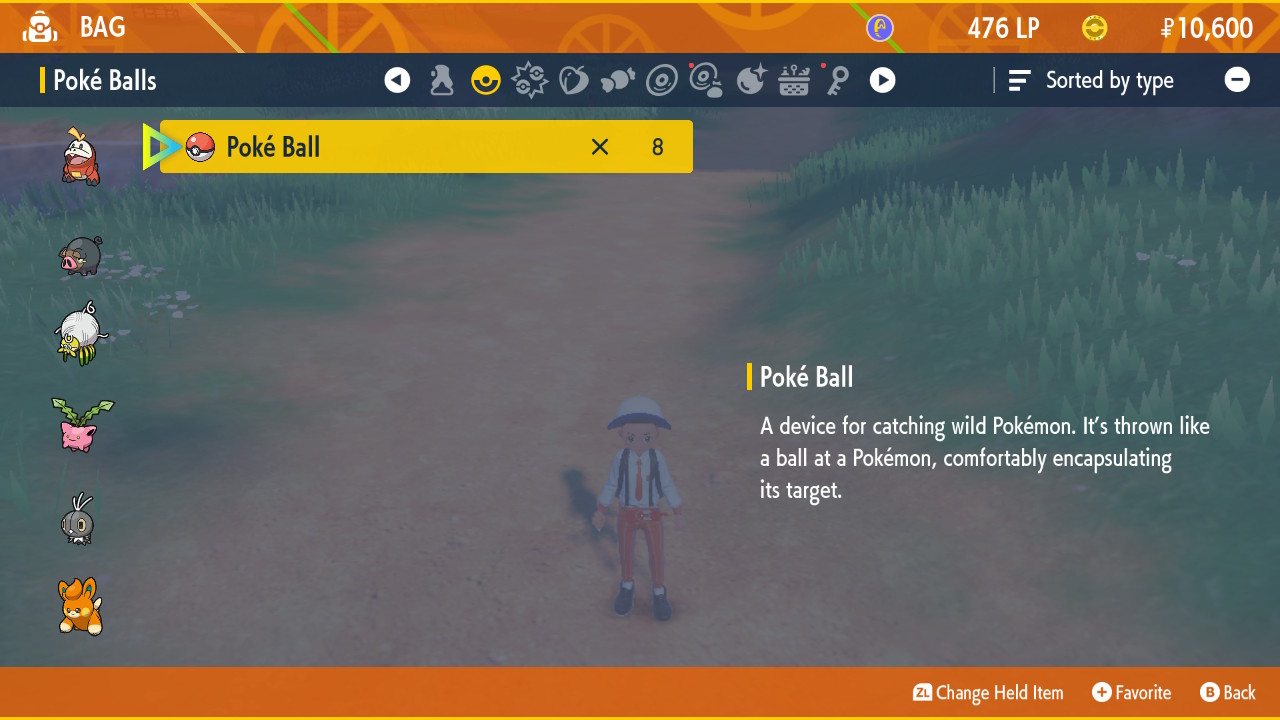 BAG
476 LP
₽10,600
Poké Balls
Sorted by type
Poké Ball × 8
Poké Ball
A device for catching wild Pokémon. It’s thrown like
a ball at a Pokémon, comfortably encapsulating
its target.
ZL Change Held Item
+ Favorite
B Back